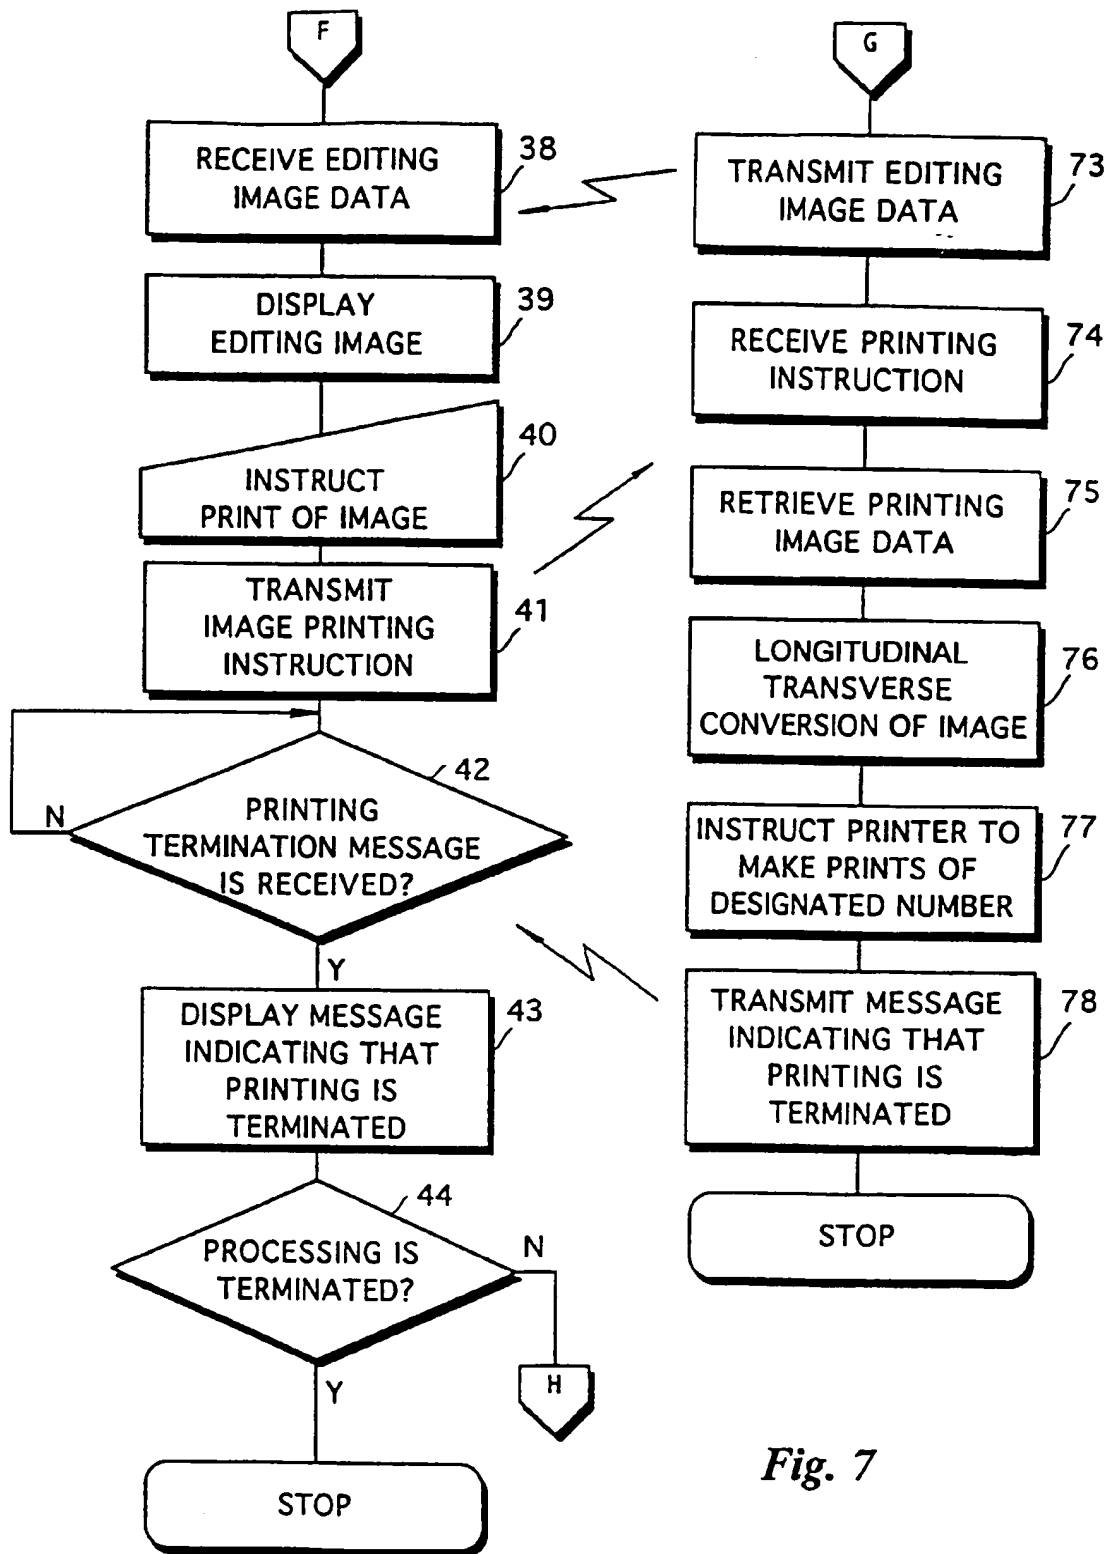 F
RECEIVE EDITING
IMAGE DATA
38
DISPLAY
EDITING IMAGE
39
INSTRUCT
PRINT OF IMAGE
40
TRANSMIT
IMAGE PRINTING
INSTRUCTION
41
PRINTING
TERMINATION MESSAGE
IS RECEIVED?
42
N
Y
DISPLAY MESSAGE
INDICATING THAT
PRINTING IS
TERMINATED
43
PROCESSING IS
TERMINATED?
44
N
H
Y
STOP
G
TRANSMIT EDITING
IMAGE DATA
73
RECEIVE PRINTING
INSTRUCTION
74
RETRIEVE PRINTING
IMAGE DATA
75
LONGITUDINAL
TRANSVERSE
CONVERSION OF IMAGE
76
INSTRUCT PRINTER TO
MAKE PRINTS OF
DESIGNATED NUMBER
77
TRANSMIT MESSAGE
INDICATING THAT
PRINTING IS
TERMINATED
78
STOP
Fig. 7